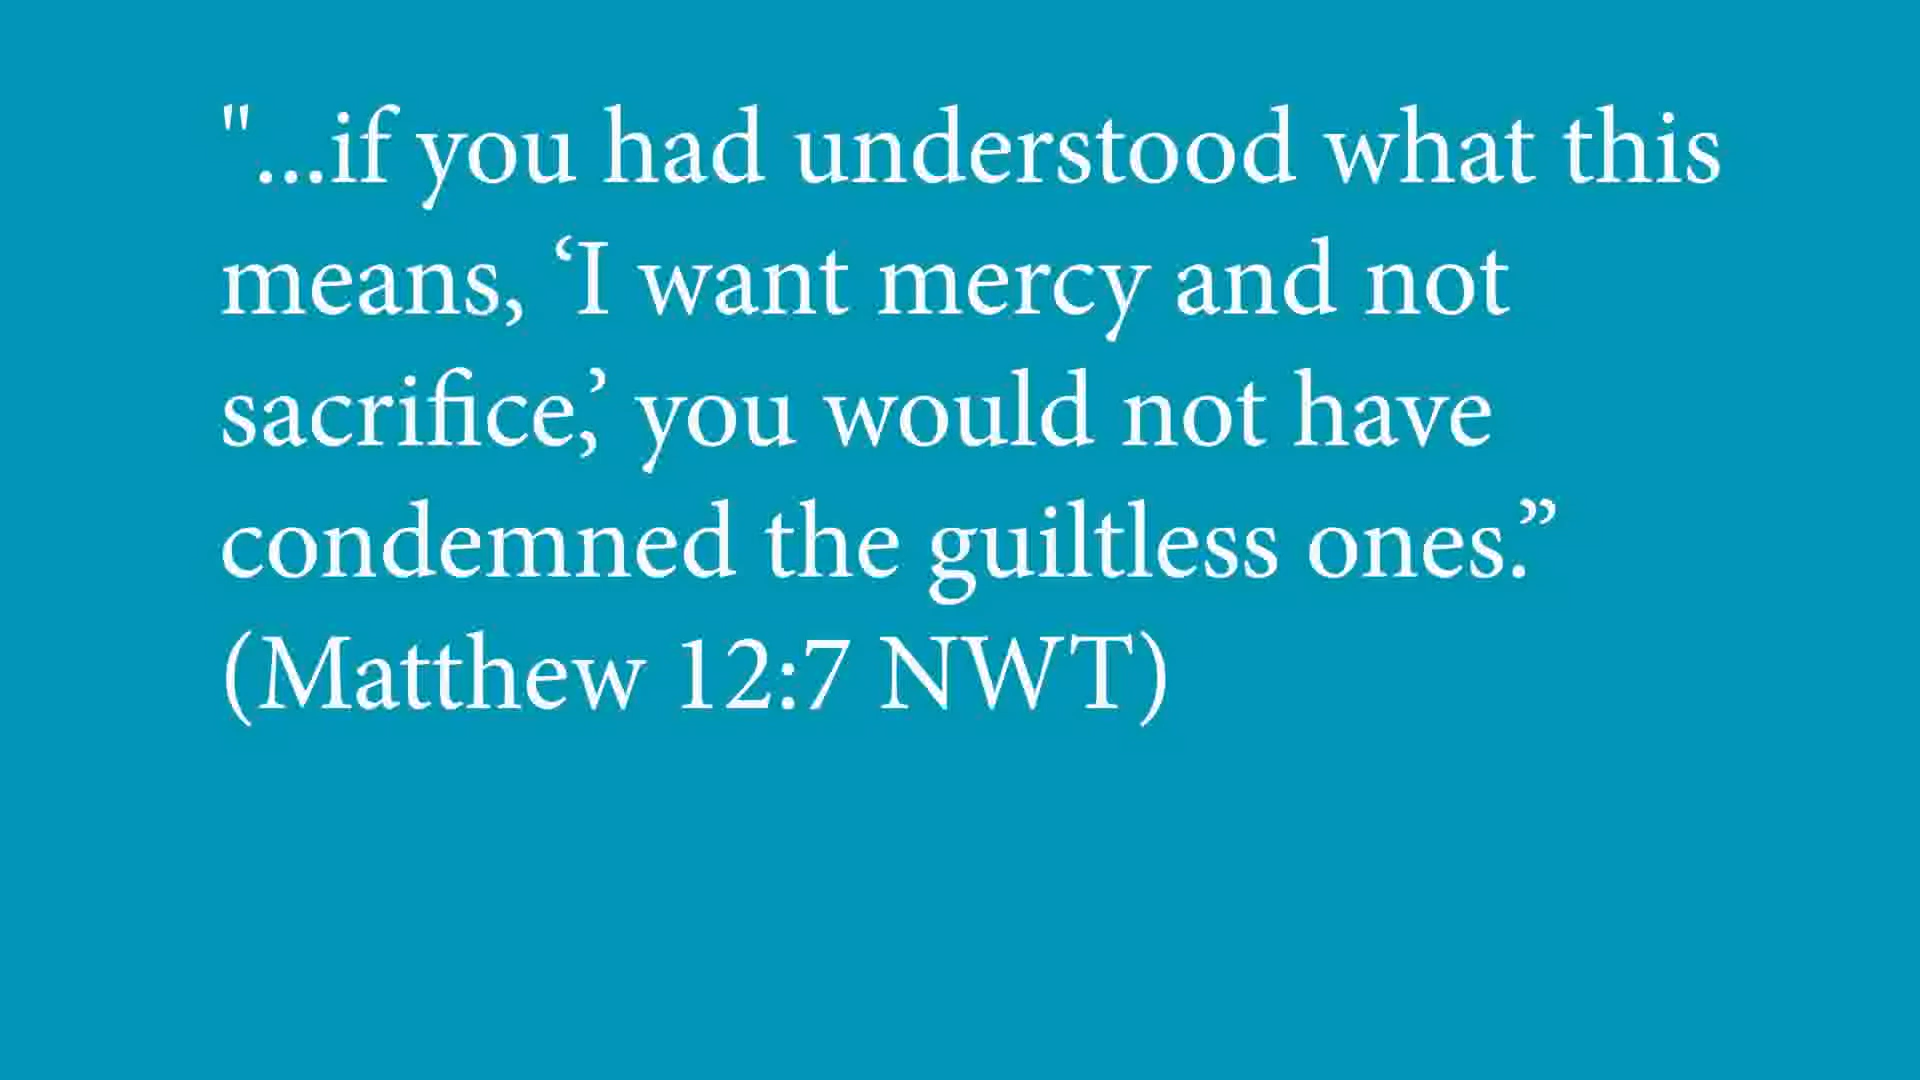 "...if you had understood what this
means, ‘I want mercy and not
sacrifice,’ you would not have
condemned the guiltless ones.”
(Matthew 12:7 NWT)